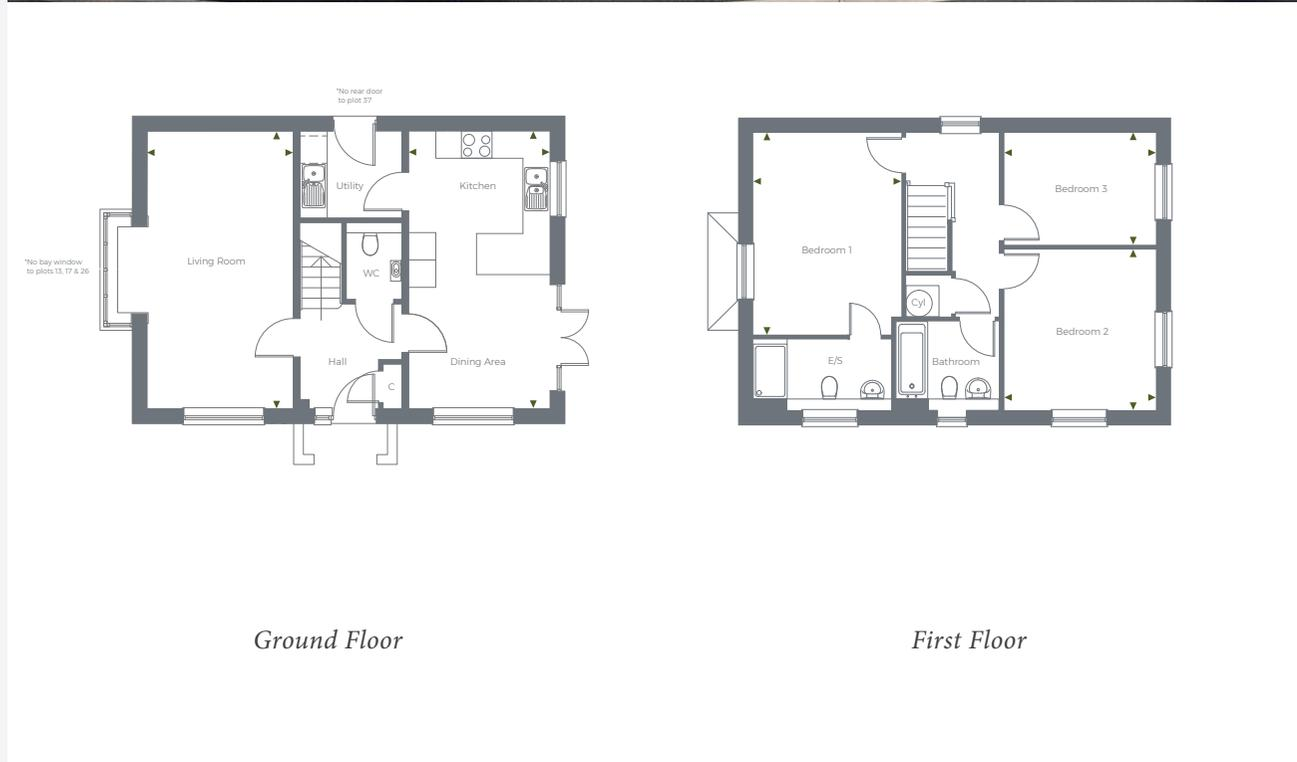 *No rear door
to plot 37
Utility
Kitchen
Living Room
*No bay window
to plots 13, 17 & 26
WC
Hall
Dining Area
C
Bedroom 1
Bedroom 3
Cyl
Bedroom 2
E/S
Bathroom
Ground Floor
First Floor